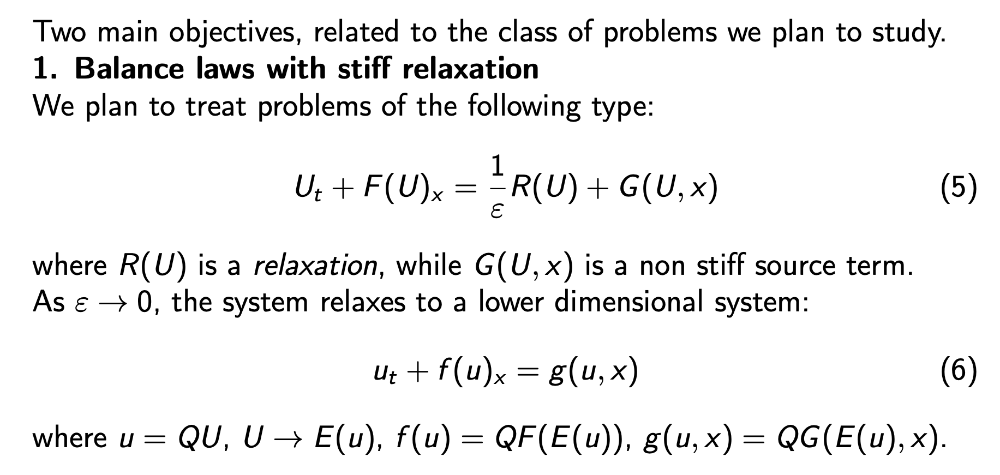 Two main objectives, related to the class of problems we plan to study.
1. Balance laws with stiff relaxation
We plan to treat problems of the following type:
$U_t + F(U)_x = \frac{1}{\varepsilon} R(U) + G(U, x)$ (5)
where $R(U)$ is a relaxation, while $G(U, x)$ is a non stiff source term.
As $\varepsilon \to 0$, the system relaxes to a lower dimensional system:
$u_t + f(u)_x = g(u, x)$ (6)
where $u = QU$, $U \to E(u)$, $f(u) = QF(E(u))$, $g(u, x) = QG(E(u), x)$.